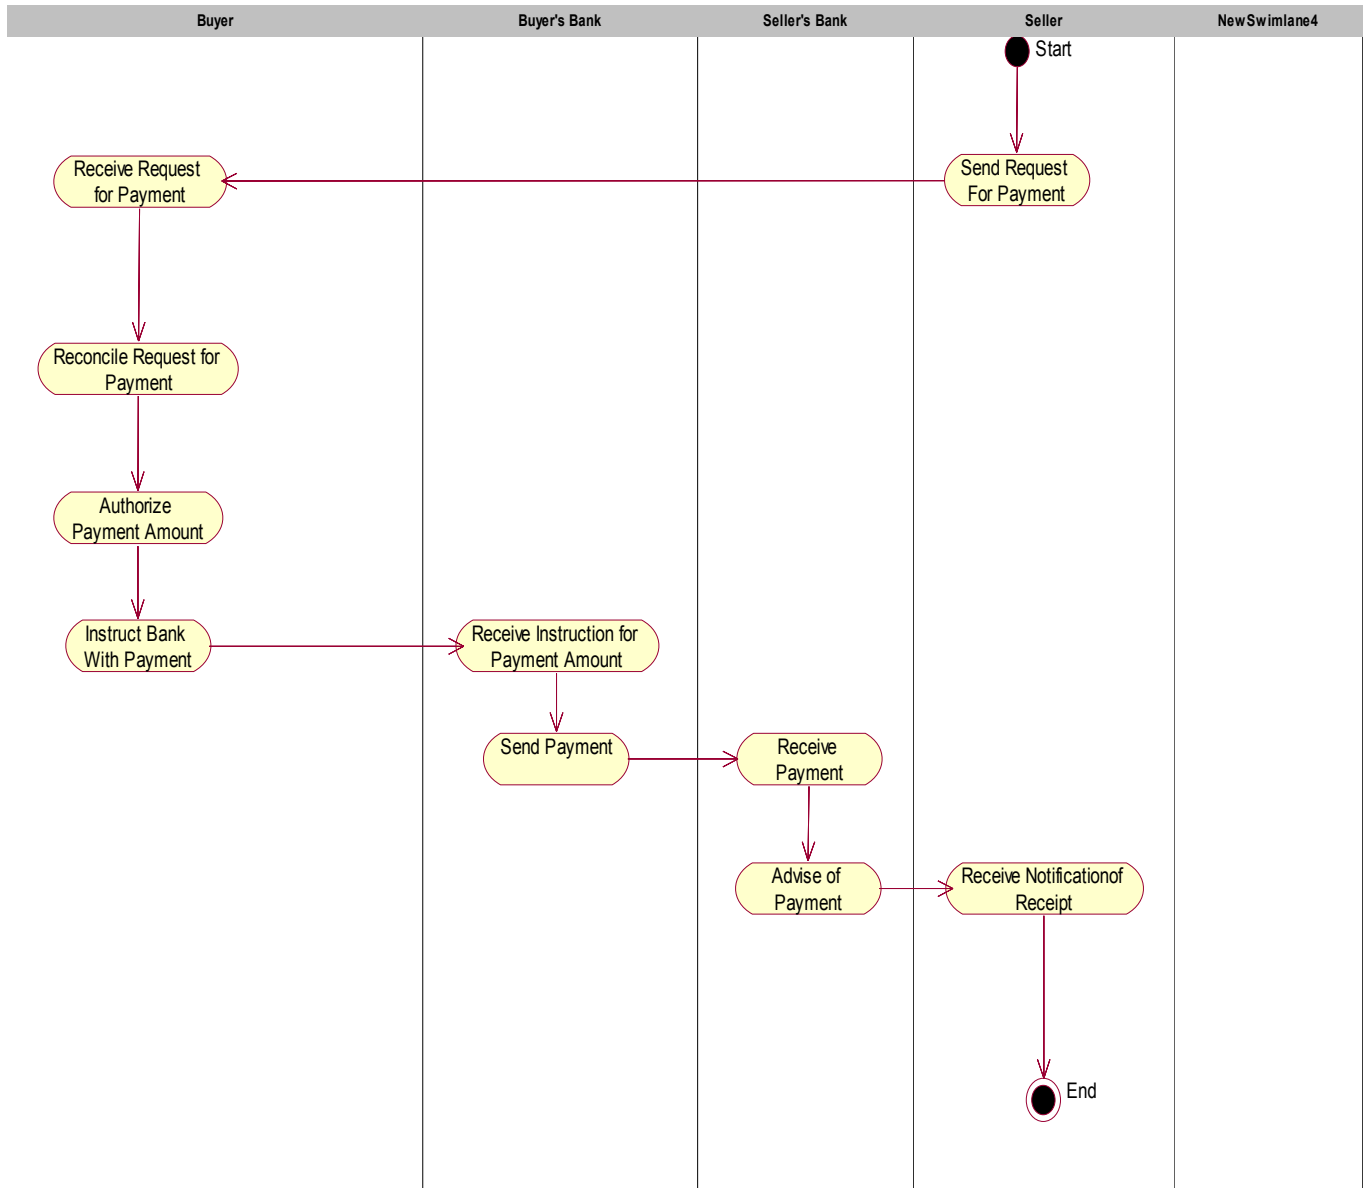 Buyer
Buyer's Bank
Seller's Bank
Seller
NewSwimlane4
Start
Receive Request
for Payment
Send Request
For Payment
Reconcile Request for
Payment
Authorize
Payment Amount
Instruct Bank
With Payment
Receive Instruction for
Payment Amount
Send Payment
Receive
Payment
Advise of
Payment
Receive Notificationof
Receipt
End